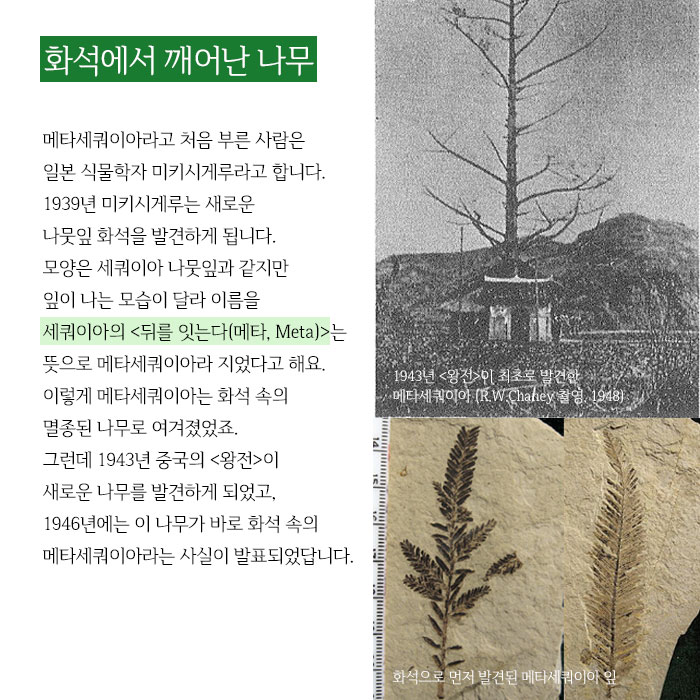 화석에서 깨어난 나무
메타세쿼이아라고 처음 부른 사람은
일본 식물학자 미키시게루라고 합니다.
1939년 미키시게루는 새로운
나뭇잎 화석을 발견하게 됩니다.
모양은 세쿼이아 나뭇잎과 같지만
잎이 나는 모습이 달라 이름을
세쿼이아의 <뒤를 잇는다(메타, Meta)>는
뜻으로 메타세쿼이아라 지었다고 해요.
이렇게 메타세쿼이아는 화석 속의
멸종된 나무로 여겨졌었죠.
그런데 1943년 중국의 <왕전>이
새로운 나무를 발견하게 되었고,
1946년에는 이 나무가 바로 화석 속의
메타세쿼이아라는 사실이 발표되었답니다.
1943년 <왕전>이 최초로 발견한
메타세쿼이아 (R.W.Chaney 촬영, 1948)
14
15
16
17
화석으로 먼저 발견된 메타세쿼이아 잎